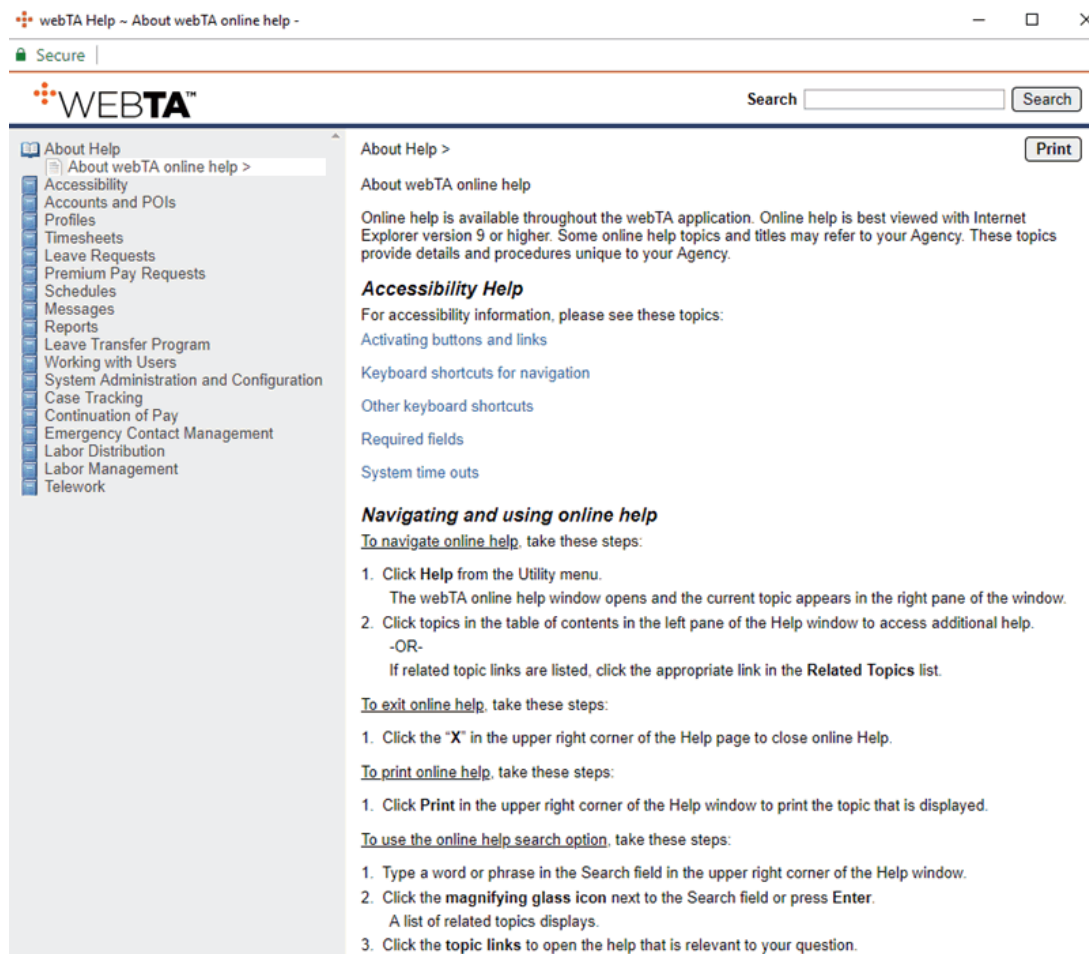 webTA Help ~ About webTA online help -
Secure
WEBTA™
Search
Search
About Help
About webTA online help >
Accessibility
Accounts and POIs
Profiles
Timesheets
Leave Requests
Premium Pay Requests
Schedules
Messages
Reports
Leave Transfer Program
Working with Users
System Administration and Configuration
Case Tracking
Continuation of Pay
Emergency Contact Management
Labor Distribution
Labor Management
Telework
About Help >
Print
About webTA online help
Online help is available throughout the webTA application. Online help is best viewed with Internet
Explorer version 9 or higher. Some online help topics and titles may refer to your Agency. These topics
provide details and procedures unique to your Agency.
Accessibility Help
For accessibility information, please see these topics:
Activating buttons and links
Keyboard shortcuts for navigation
Other keyboard shortcuts
Required fields
System time outs
Navigating and using online help
To navigate online help, take these steps:
1. Click Help from the Utility menu.
The webTA online help window opens and the current topic appears in the right pane of the window.
2. Click topics in the table of contents in the left pane of the Help window to access additional help.
-OR-
If related topic links are listed, click the appropriate link in the Related Topics list.
To exit online help, take these steps:
1. Click the "X" in the upper right corner of the Help page to close online Help.
To print online help, take these steps:
1. Click Print in the upper right corner of the Help window to print the topic that is displayed.
To use the online help search option, take these steps:
1. Type a word or phrase in the Search field in the upper right corner of the Help window.
2. Click the magnifying glass icon next to the Search field or press Enter.
A list of related topics displays.
3. Click the topic links to open the help that is relevant to your question.